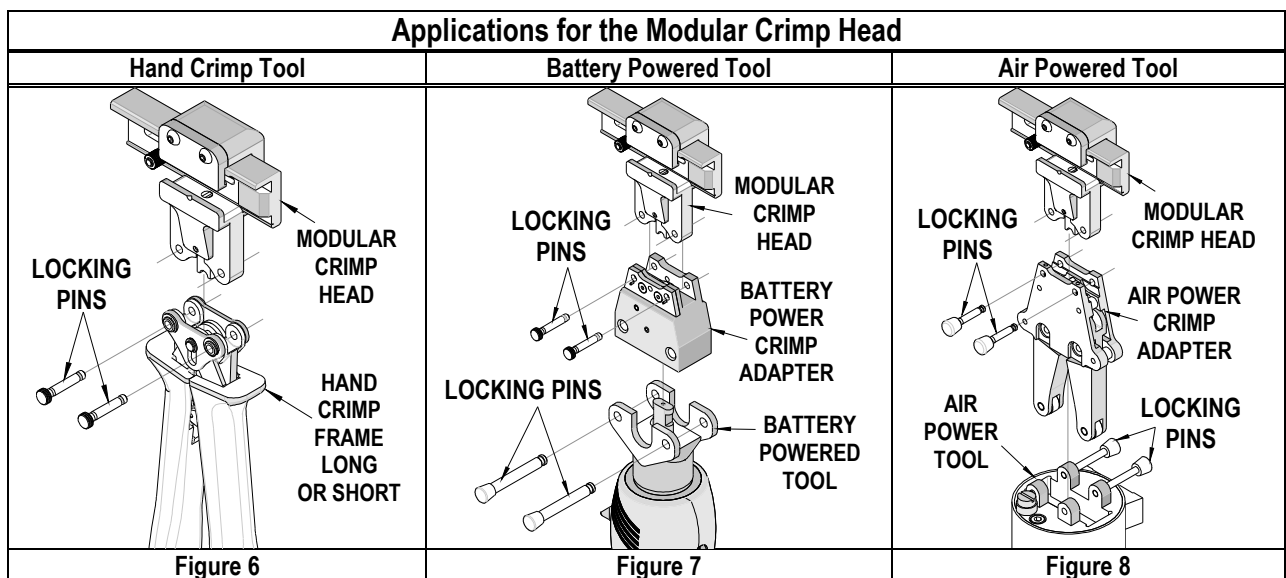 Applications for the Modular Crimp Head
Hand Crimp Tool
Battery Powered Tool
Air Powered Tool
MODULAR
CRIMP
HEAD
LOCKING
PINS
HAND
CRIMP
FRAME
LONG
OR SHORT
MODULAR
CRIMP
HEAD
LOCKING
PINS
BATTERY
POWER
CRIMP
ADAPTER
LOCKING PINS
BATTERY
POWERED
TOOL
LOCKING
PINS
MODULAR
CRIMP HEAD
AIR POWER
CRIMP
ADAPTER
AIR
POWER
TOOL
LOCKING
PINS
Figure 6
Figure 7
Figure 8